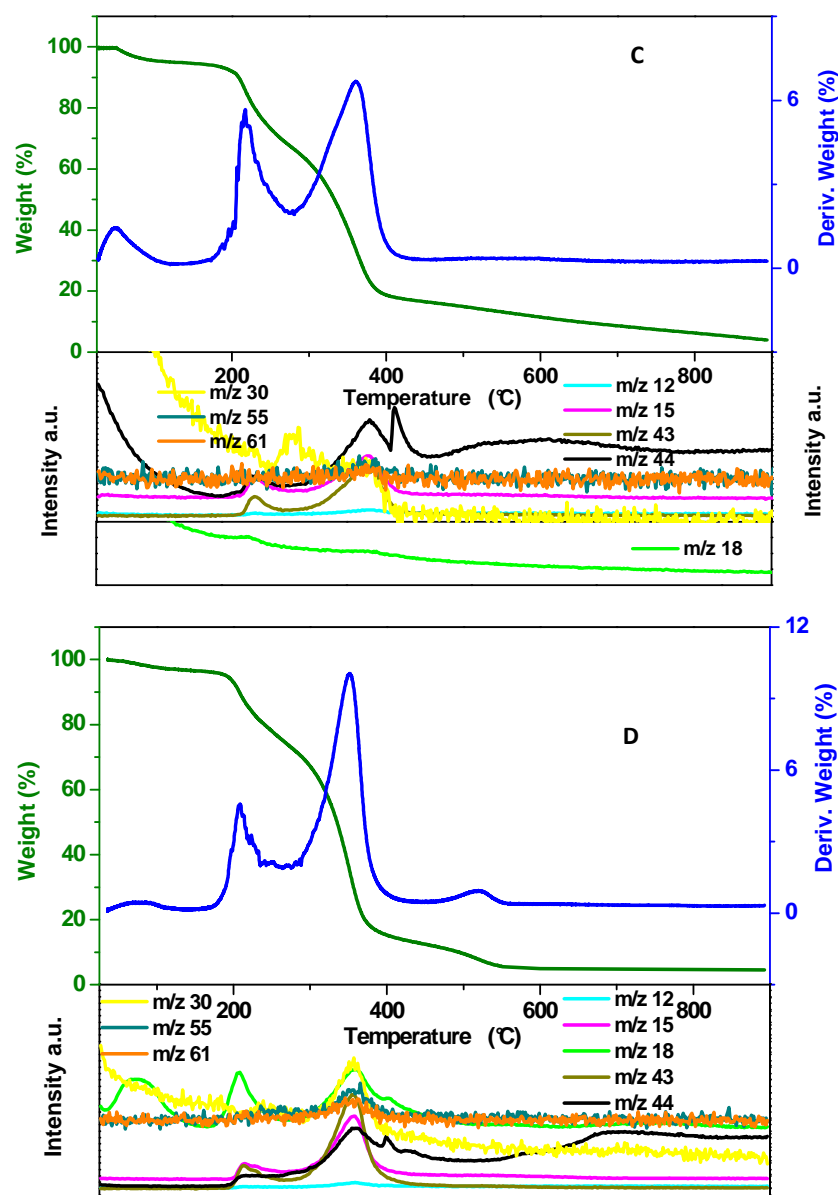 C
100
80
60
40
20
0
Weight (%)
6
0
Deriv. Weight (%)
200
400
600
800
Temperature (°C)
m/z 30
m/z 55
m/z 61
m/z 12
m/z 15
m/z 43
m/z 44
Intensity a.u.
Intensity a.u.
m/z 18
D
100
80
60
40
20
0
Weight (%)
12
6
0
Deriv. Weight (%)
200
400
600
800
Temperature (°C)
m/z 30
m/z 55
m/z 61
m/z 12
m/z 15
m/z 18
m/z 43
m/z 44
Intensity a.u.